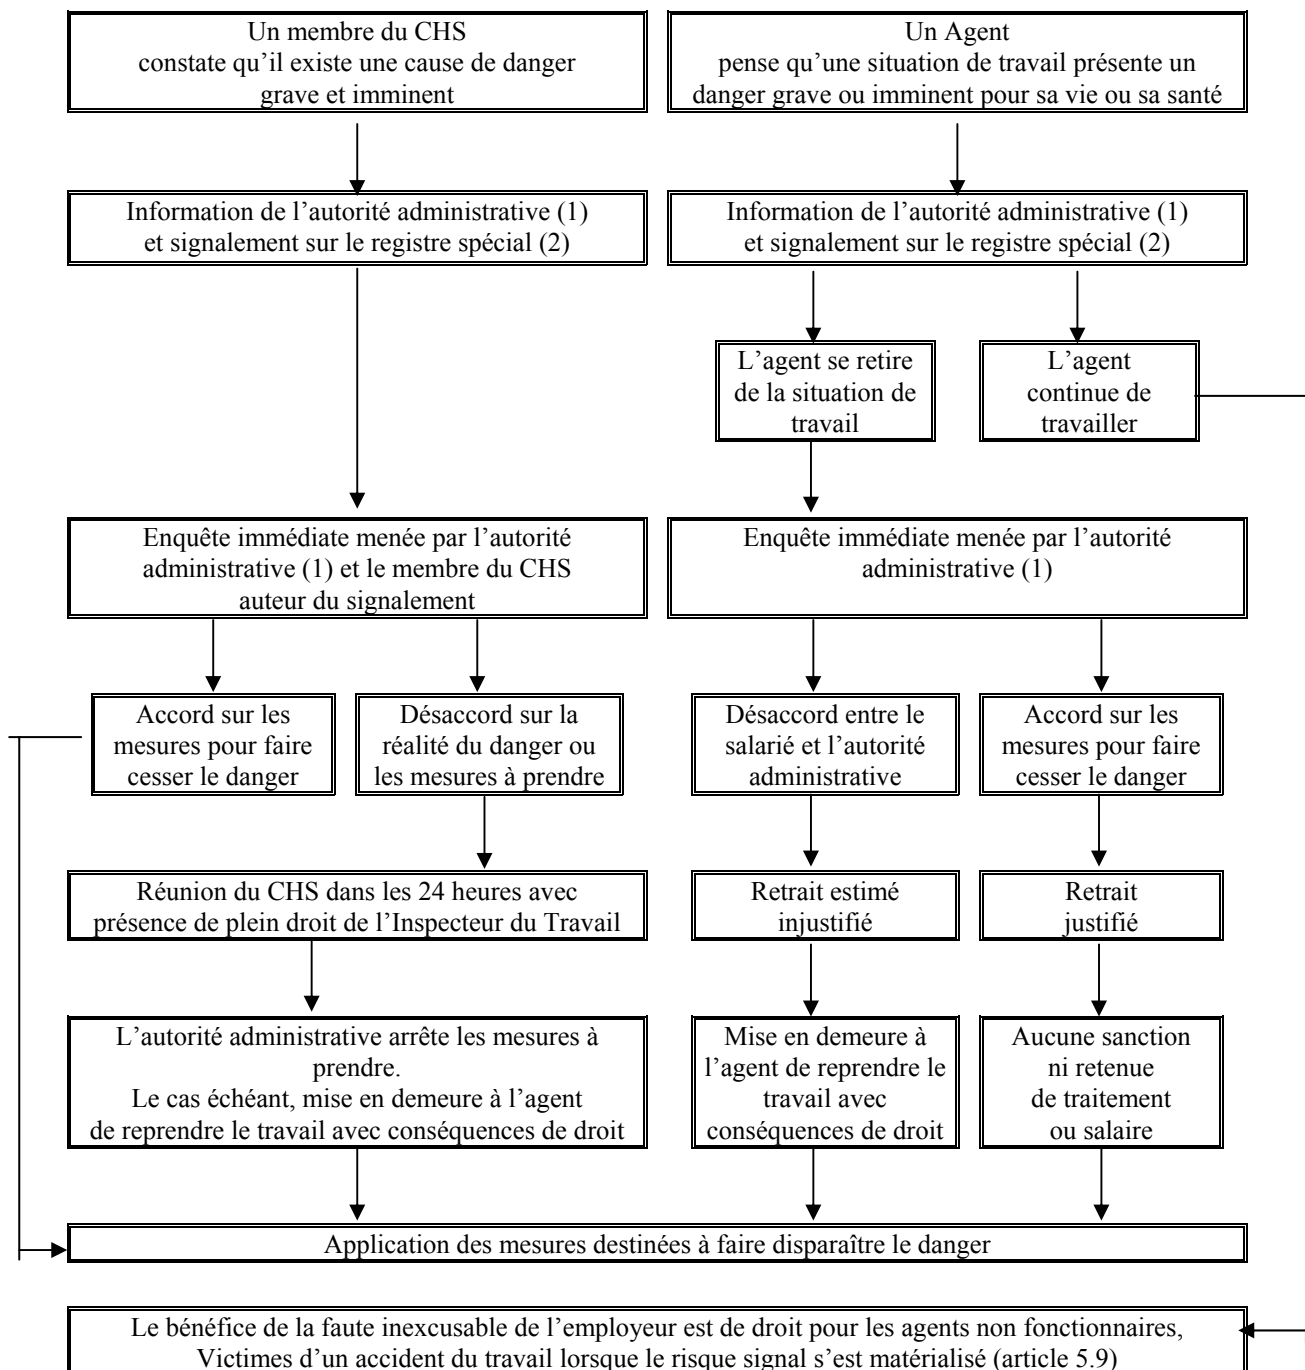 Un membre du CHS
constate qu’il existe une cause de danger
grave et imminent
Un Agent
pense qu’une situation de travail présente un
danger grave ou imminent pour sa vie ou sa santé
Information de l’autorité administrative (1)
et signalement sur le registre spécial (2)
Information de l’autorité administrative (1)
et signalement sur le registre spécial (2)
L’agent se retire
de la situation de
travail
L’agent
continue de
travailler
Enquête immédiate menée par l’autorité
administrative (1) et le membre du CHS
auteur du signalement
Enquête immédiate menée par l’autorité
administrative (1)
Accord sur les
mesures pour faire
cesser le danger
Désaccord sur la
réalité du danger ou
les mesures à prendre
Désaccord entre le
salarié et l’autorité
administrative
Accord sur les
mesures pour faire
cesser le danger
Réunion du CHS dans les 24 heures avec
présence de plein droit de l’Inspecteur du Travail
Retrait estimé
injustifié
Retrait
justifié
L’autorité administrative arrête les mesures à
prendre.
Le cas échéant, mise en demeure à l’agent
de reprendre le travail avec conséquences de droit
Mise en demeure à
l’agent de reprendre le
travail avec
conséquences de droit
Aucune sanction
ni retenue
de traitement
ou salaire
Application des mesures destinées à faire disparaître le danger
Le bénéfice de la faute inexcusable de l’employeur est de droit pour les agents non fonctionnaires,
Victimes d’un accident du travail lorsque le risque signal s’est matérialisé (article 5.9)